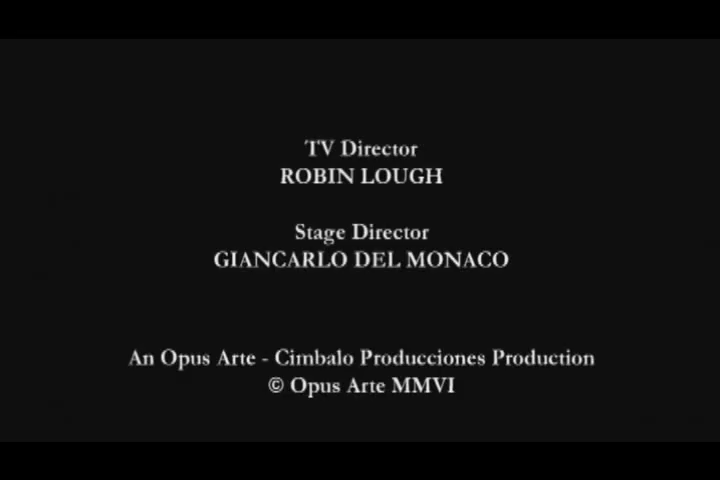 TV Director
ROBIN LOUGH
Stage Director
GIANCARLO DEL MONACO
An Opus Arte - Cimbalo Producciones Production
© Opus Arte MMVI